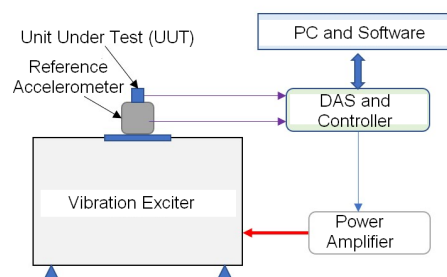 Unit Under Test (UUT)
Reference
Accelerometer
PC and Software
DAS and
Controller
Vibration Exciter
Power
Amplifier